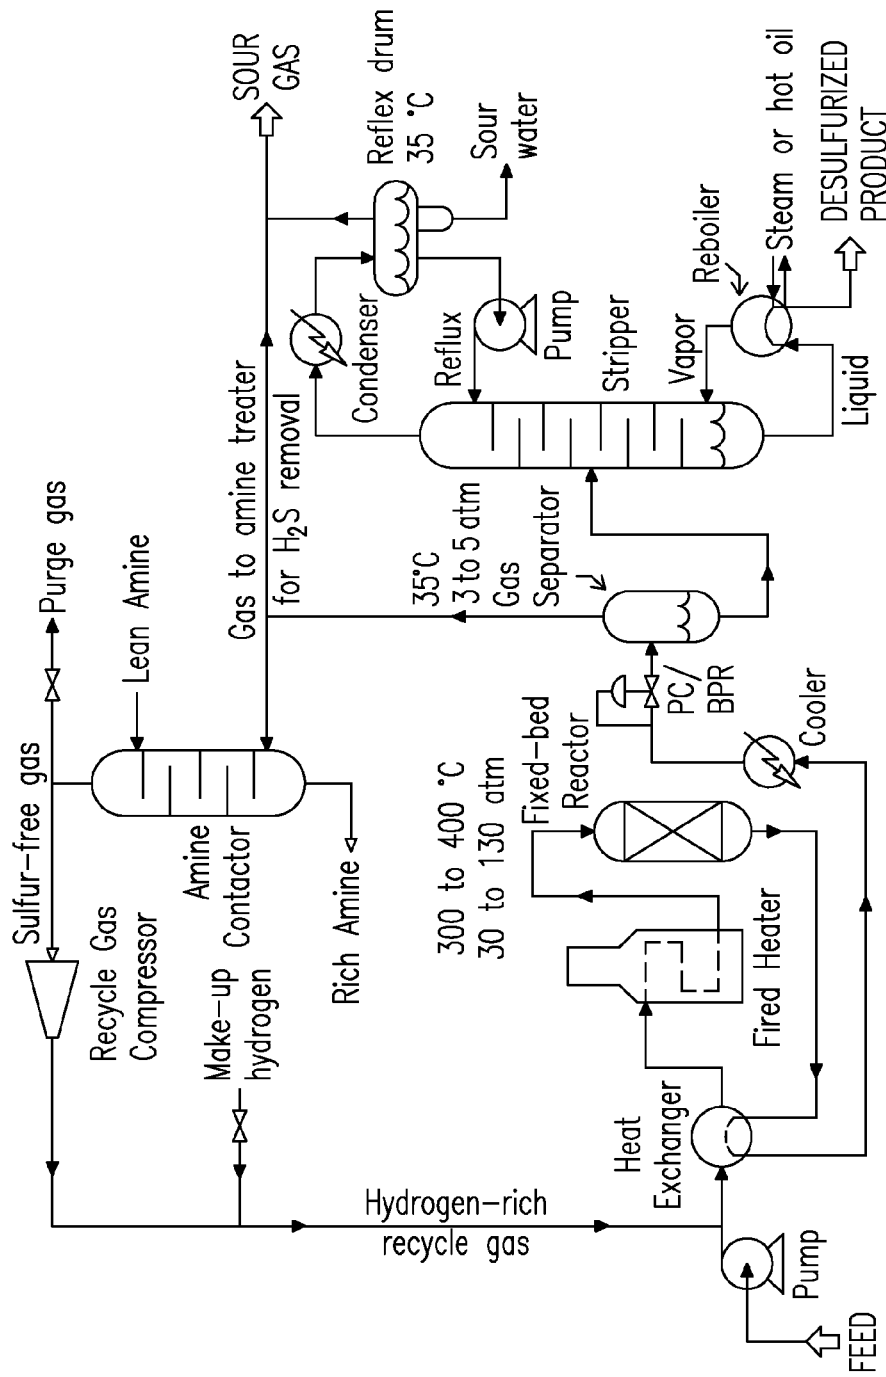 Sulfur-free gas
Purge gas
Recycle Gas
Compressor
Lean Amine
Amine
Contactor
Rich Amine
Make-up
hydrogen
Gas to amine treater
for H₂S removal
SOUR
GAS
Hydrogen-rich
recycle gas
Condenser
Reflex drum
35 °C
Sour
water
Reflux
Pump
35°C
3 to 5 atm
Gas
Separator
300 to 400 °C
30 to 130 atm
Fixed-bed
Reactor
PC/
BPR
Stripper
Vapor
Reboiler
Steam or hot oil
Liquid
DESULFURIZED
PRODUCT
Heat
Exchanger
Fired Heater
Cooler
Pump
FEED